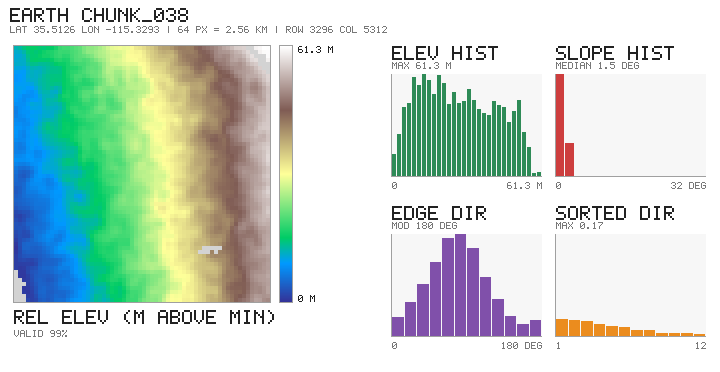 EARTH CHUNK_038
LAT 35.5126 LON -115.3293 | 64 PX = 2.56 KM | ROW 3296 COL 5312
61.3 M
0 M
REL ELEV (M ABOVE MIN)
VALID 99%
ELEV HIST
MAX 61.3 M
0 61.3 M
SLOPE HIST
MEDIAN 1.5 DEG
0 32 DEG
EDGE DIR
MOD 180 DEG
0 180 DEG
SORTED DIR
MAX 0.17
1 12